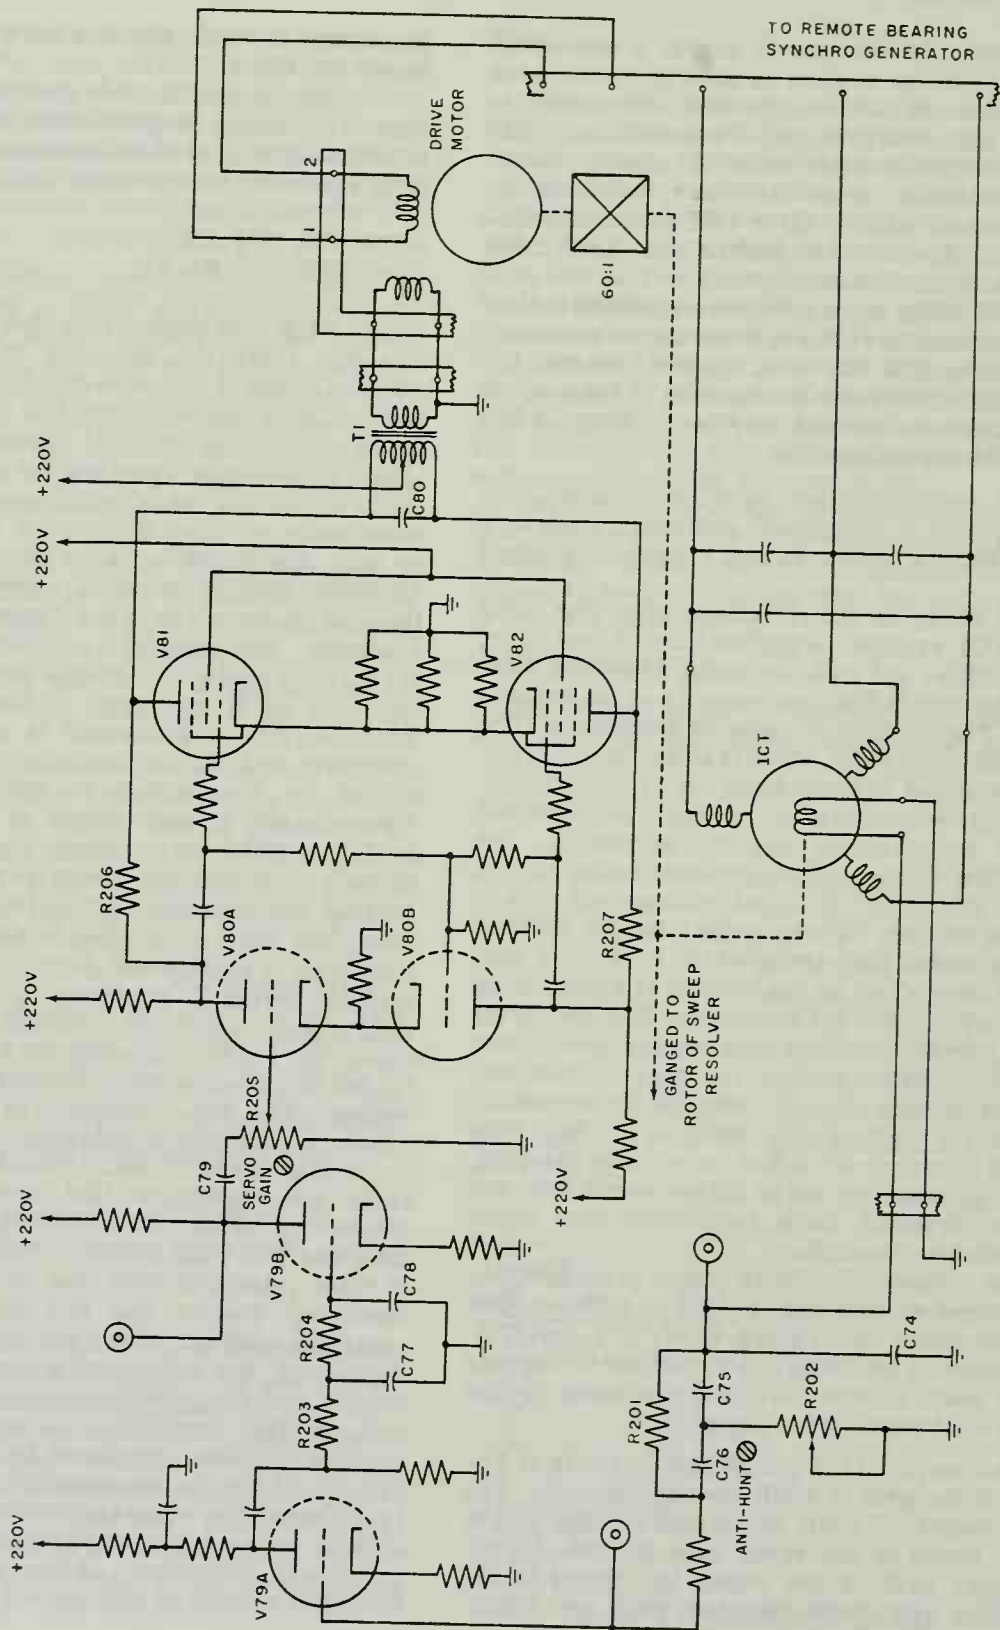 TO REMOTE BEARING
SYNCHRO GENERATOR
DRIVE
MOTOR
1
2
60:1
T1
C80
+220V
+220V
V81
V82
1CT
R206
V80A
V80B
R207
+220V
GANGED TO
ROTOR OF SWEEP
RESOLVER
R205
SERVO
GAIN
C79
+220V
+220V
V79B
C78
R204
C77
R203
+220V
V79A
C74
C75
R202
R201
C76
ANTI-HUNT